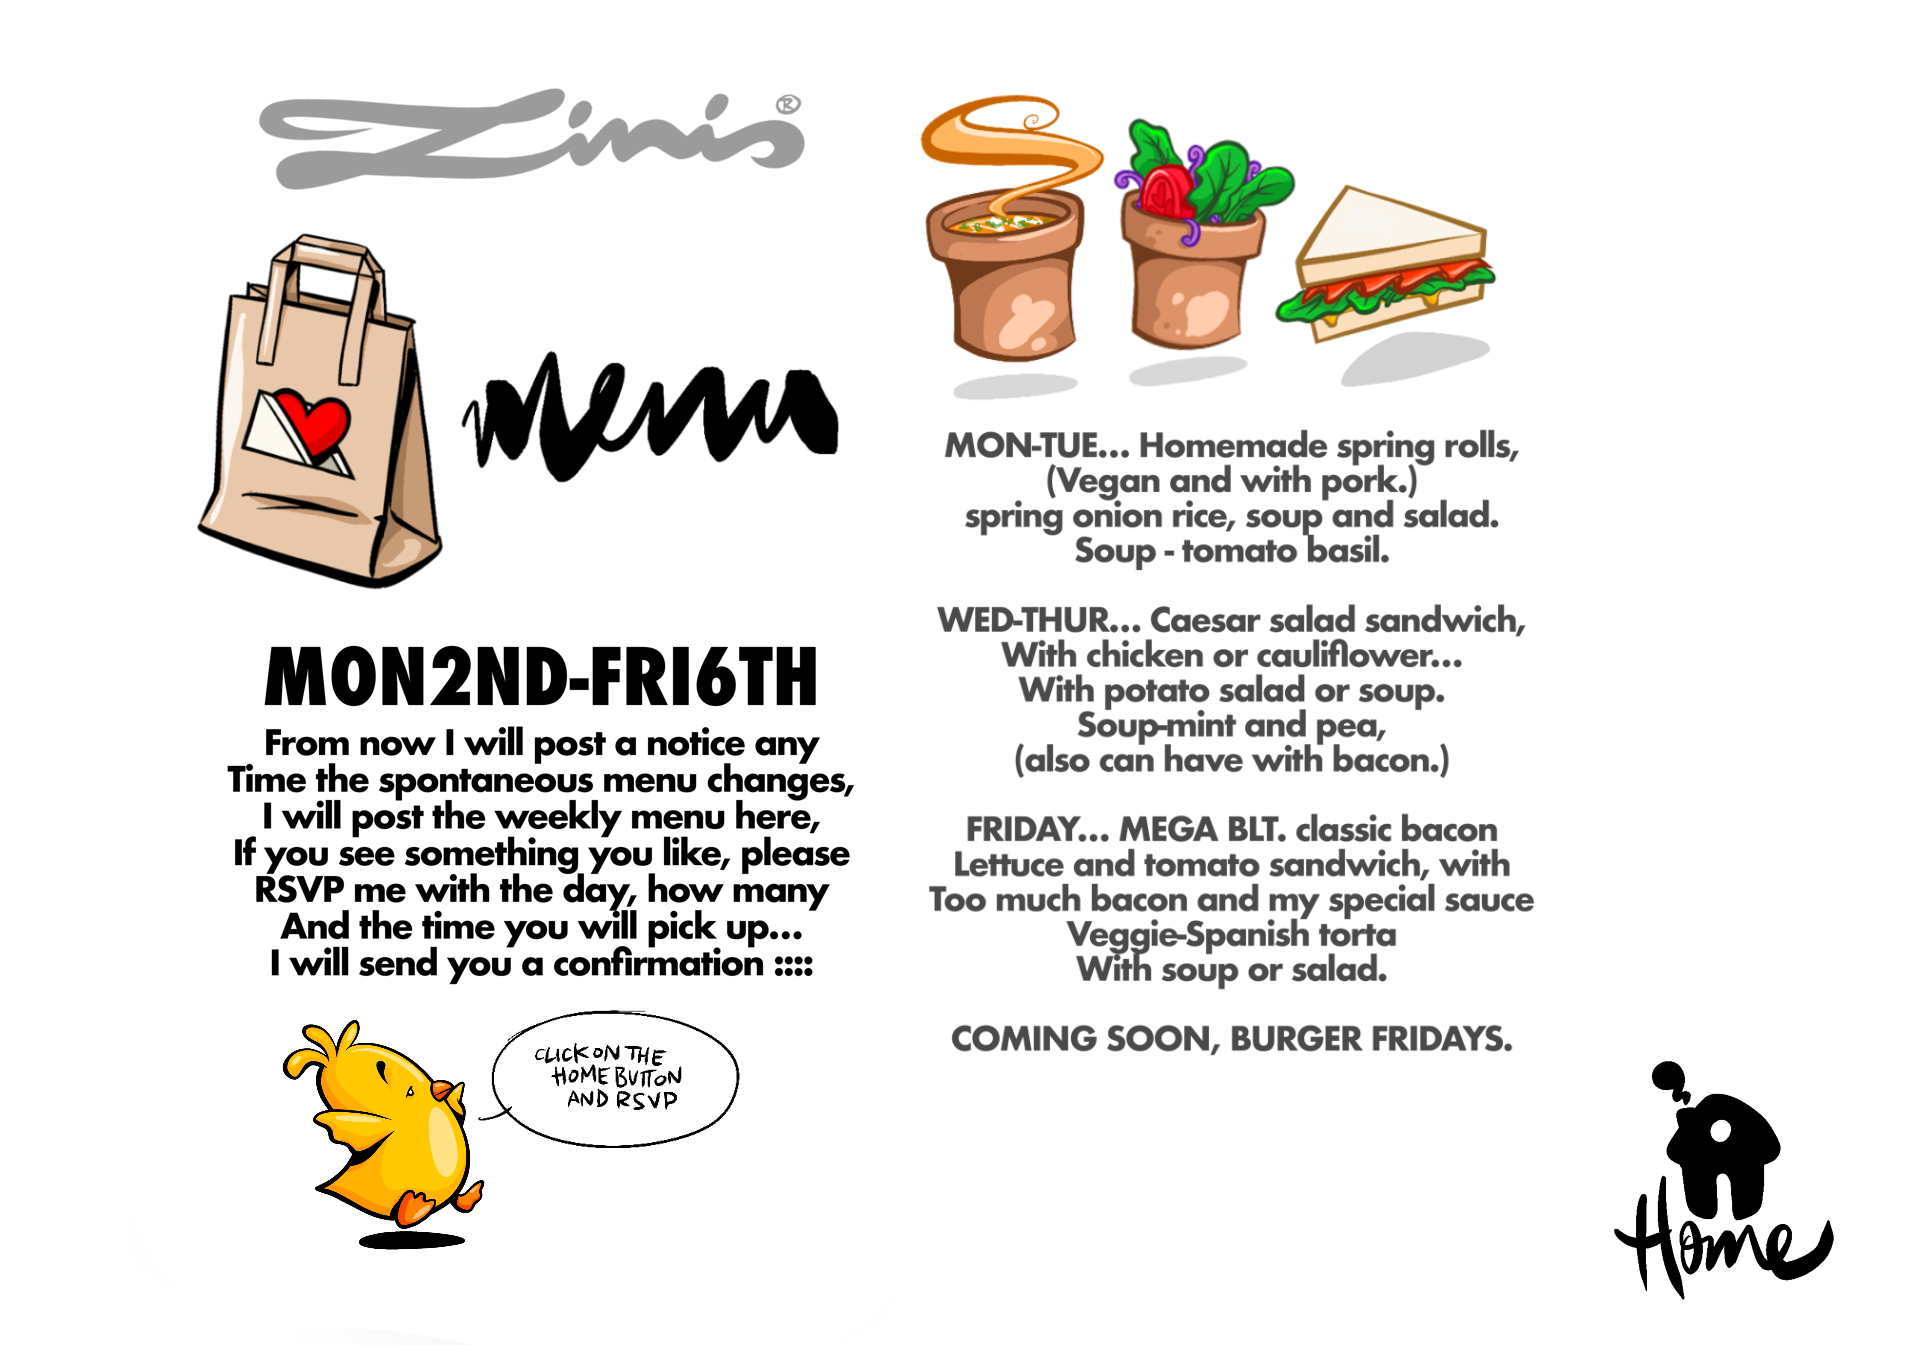 Zinis®
menu
MON2ND-FRI6TH
From now I will post a notice any
Time the spontaneous menu changes,
I will post the weekly menu here,
If you see something you like, please
RSVP me with the day, how many
And the time you will pick up...
I will send you a confirmation ::::
CLICK ON THE
HOME BUTTON
AND RSVP
MON-TUE... Homemade spring rolls,
(Vegan and with pork.)
spring onion rice, soup and salad.
Soup - tomato basil.
WED-THUR... Caesar salad sandwich,
With chicken or cauliflower...
With potato salad or soup.
Soup-mint and pea,
(also can have with bacon.)
FRIDAY... MEGA BLT. classic bacon
Lettuce and tomato sandwich, with
Too much bacon and my special sauce
Veggie-Spanish torta
With soup or salad.
COMING SOON, BURGER FRIDAYS.
Home